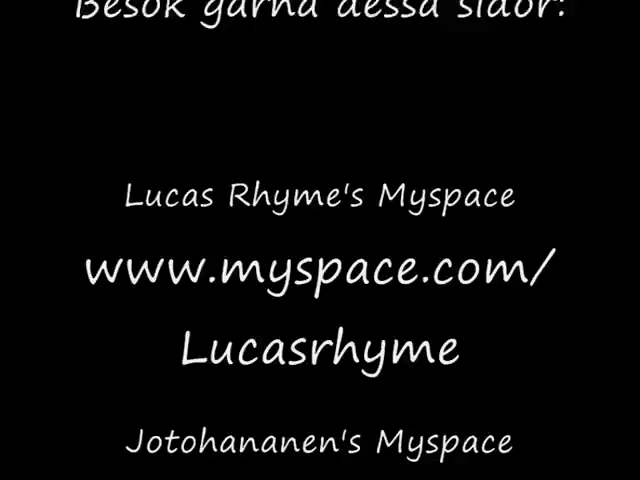 Besök gärna dessa sidor:
Lucas Rhyme's Myspace
www.myspace.com/
Lucasrhyme
Jotohananen's Myspace